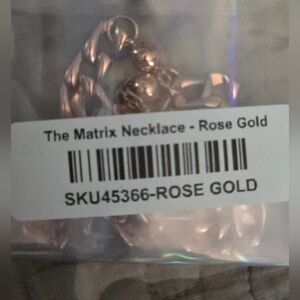 The Matrix Necklace - Rose Gold
SKU45366-ROSE GOLD